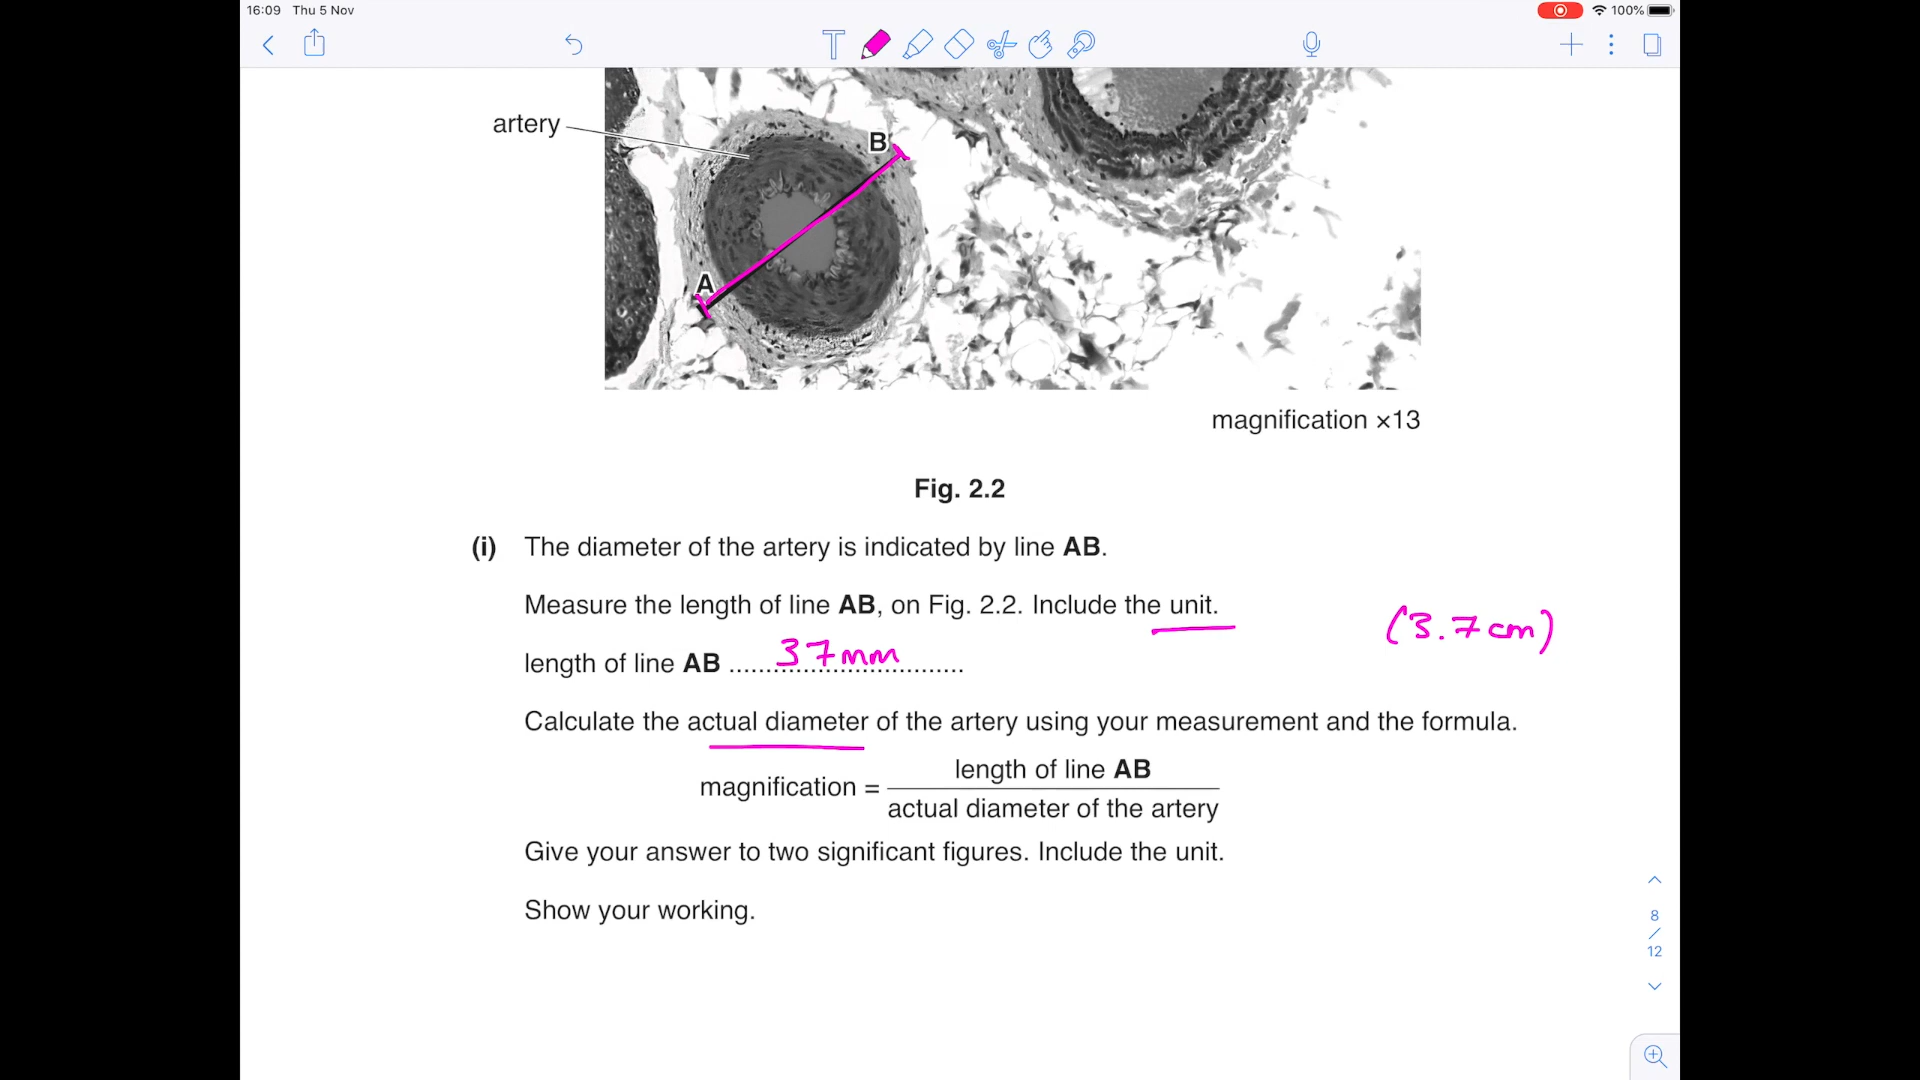 16:09 Thu 5 Nov
100%
T
artery
B
A
magnification ×13
Fig. 2.2
(i) The diameter of the artery is indicated by line AB.
Measure the length of line AB, on Fig. 2.2. Include the unit.
(3.7cm)
length of line AB ................................ 37mm
Calculate the actual diameter of the artery using your measurement and the formula.
magnification = length of line AB
actual diameter of the artery
Give your answer to two significant figures. Include the unit.
Show your working.
8
/
12